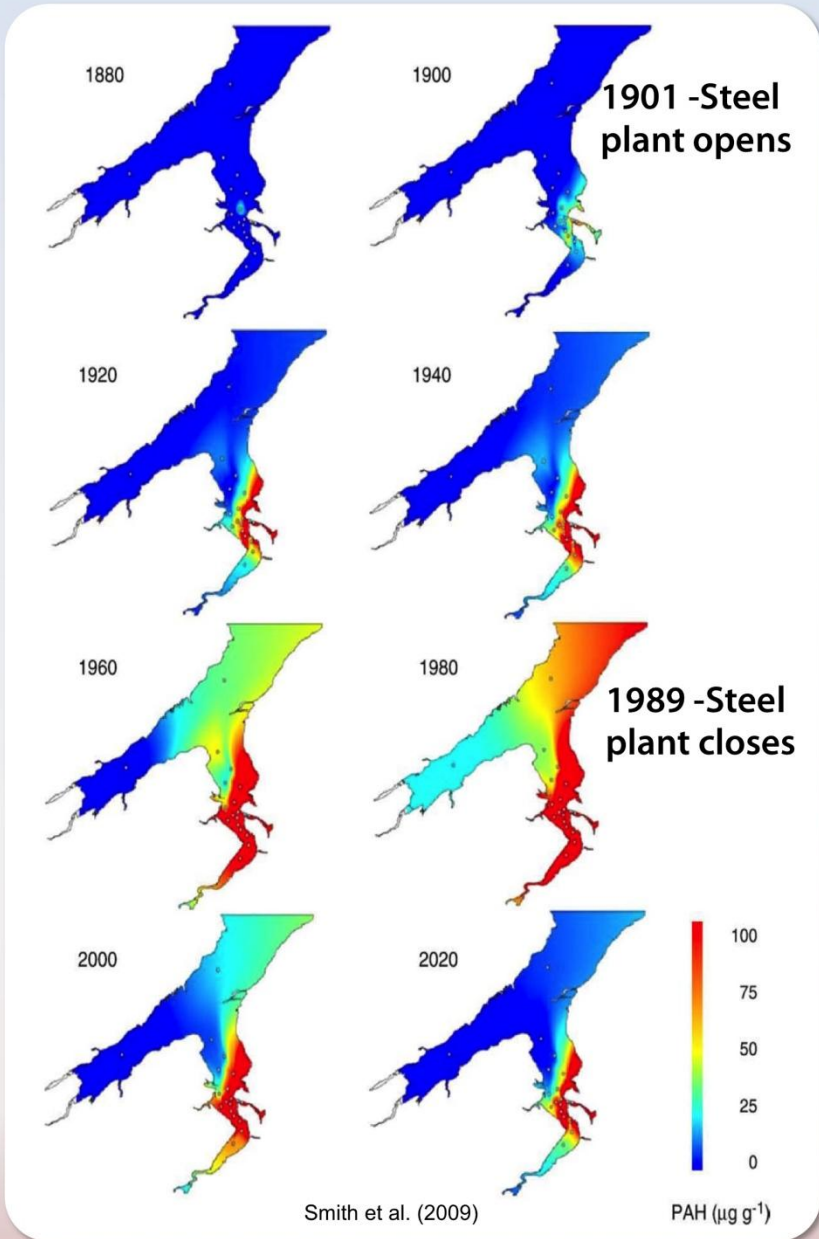 1880
1900
1901 -Steel
plant opens
1920
1940
1960
1980
1989 -Steel
plant closes
2000
2020
100
75
50
25
0
Smith et al. (2009)
PAH (µg g⁻¹)